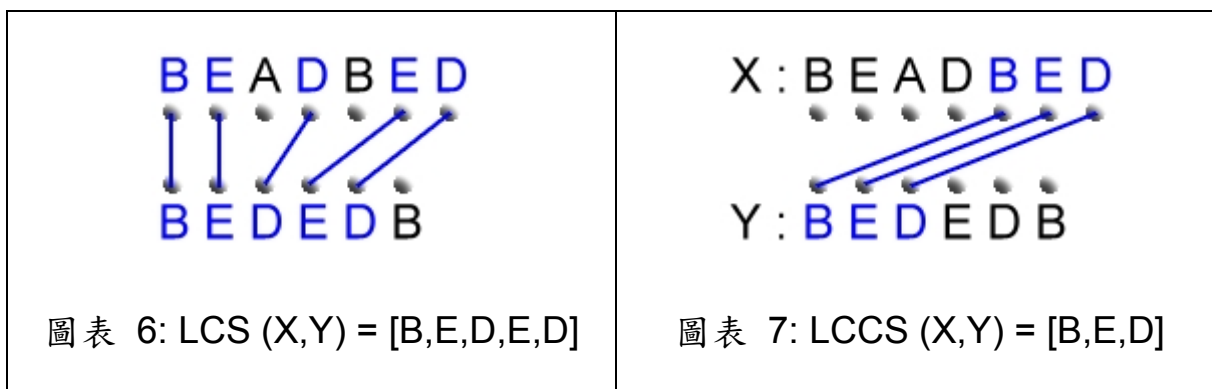 B E A D B E D
B E D E D B
圖表 6: LCS (X,Y) = [B,E,D,E,D]
X : B E A D B E D
Y : B E D E D B
圖表 7: LCCS (X,Y) = [B,E,D]